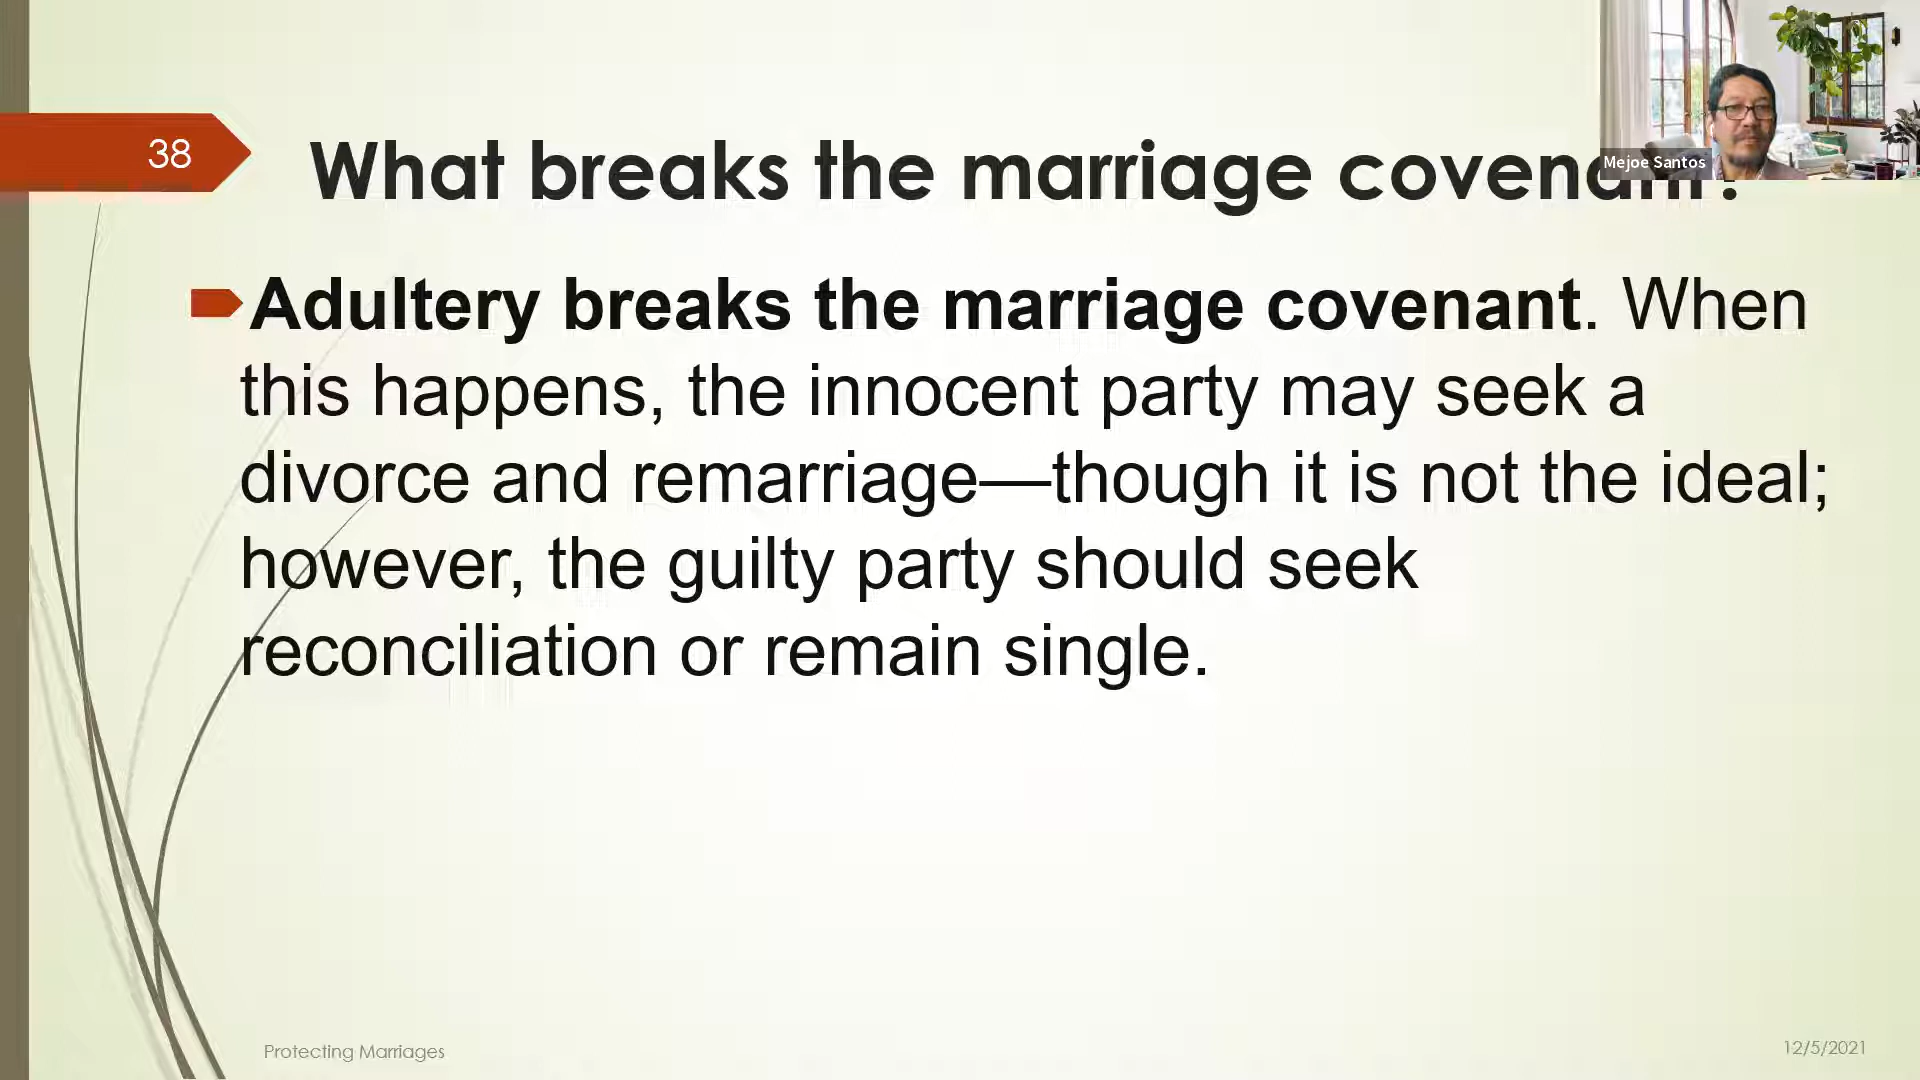 38
What breaks the marriage covenant?
Mejoe Santos
Adultery breaks the marriage covenant. When
this happens, the innocent party may seek a
divorce and remarriage—though it is not the ideal;
however, the guilty party should seek
reconciliation or remain single.
Protecting Marriages
12/5/2021